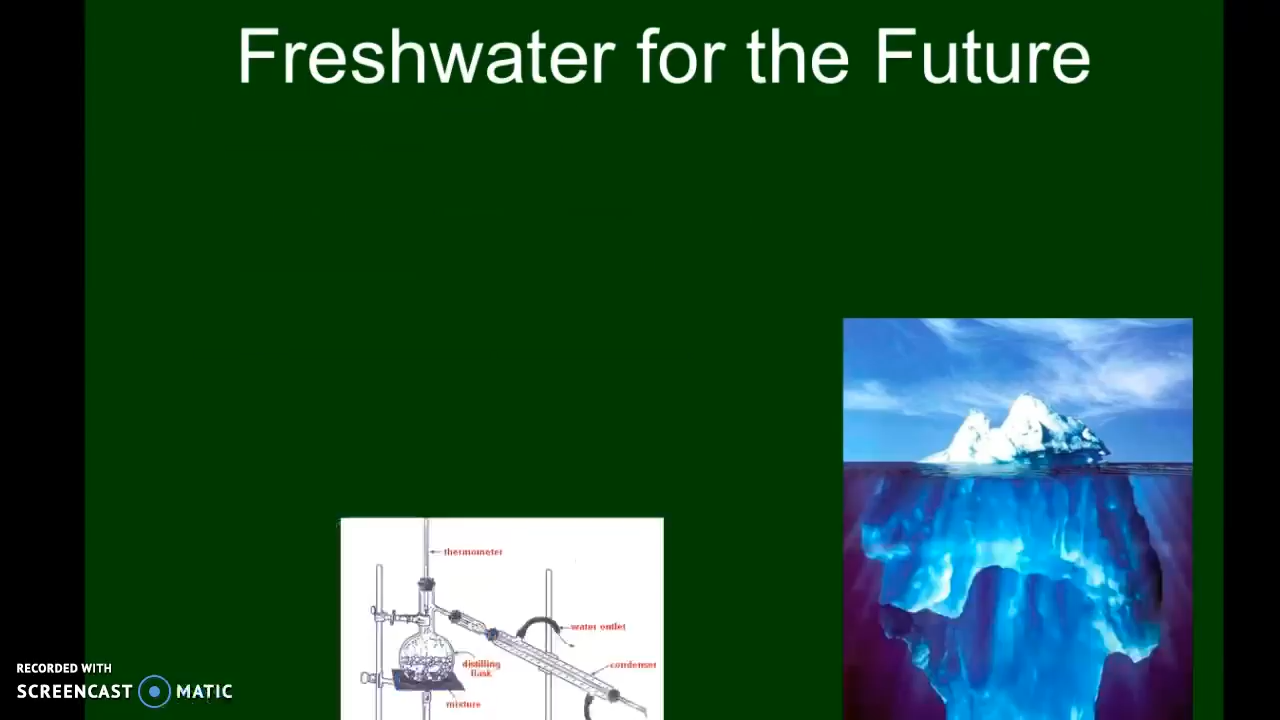 Freshwater for the Future
thermometer
water outlet
condenser
distilling
flask
mixture
RECORDED WITH
SCREENCAST MATIC